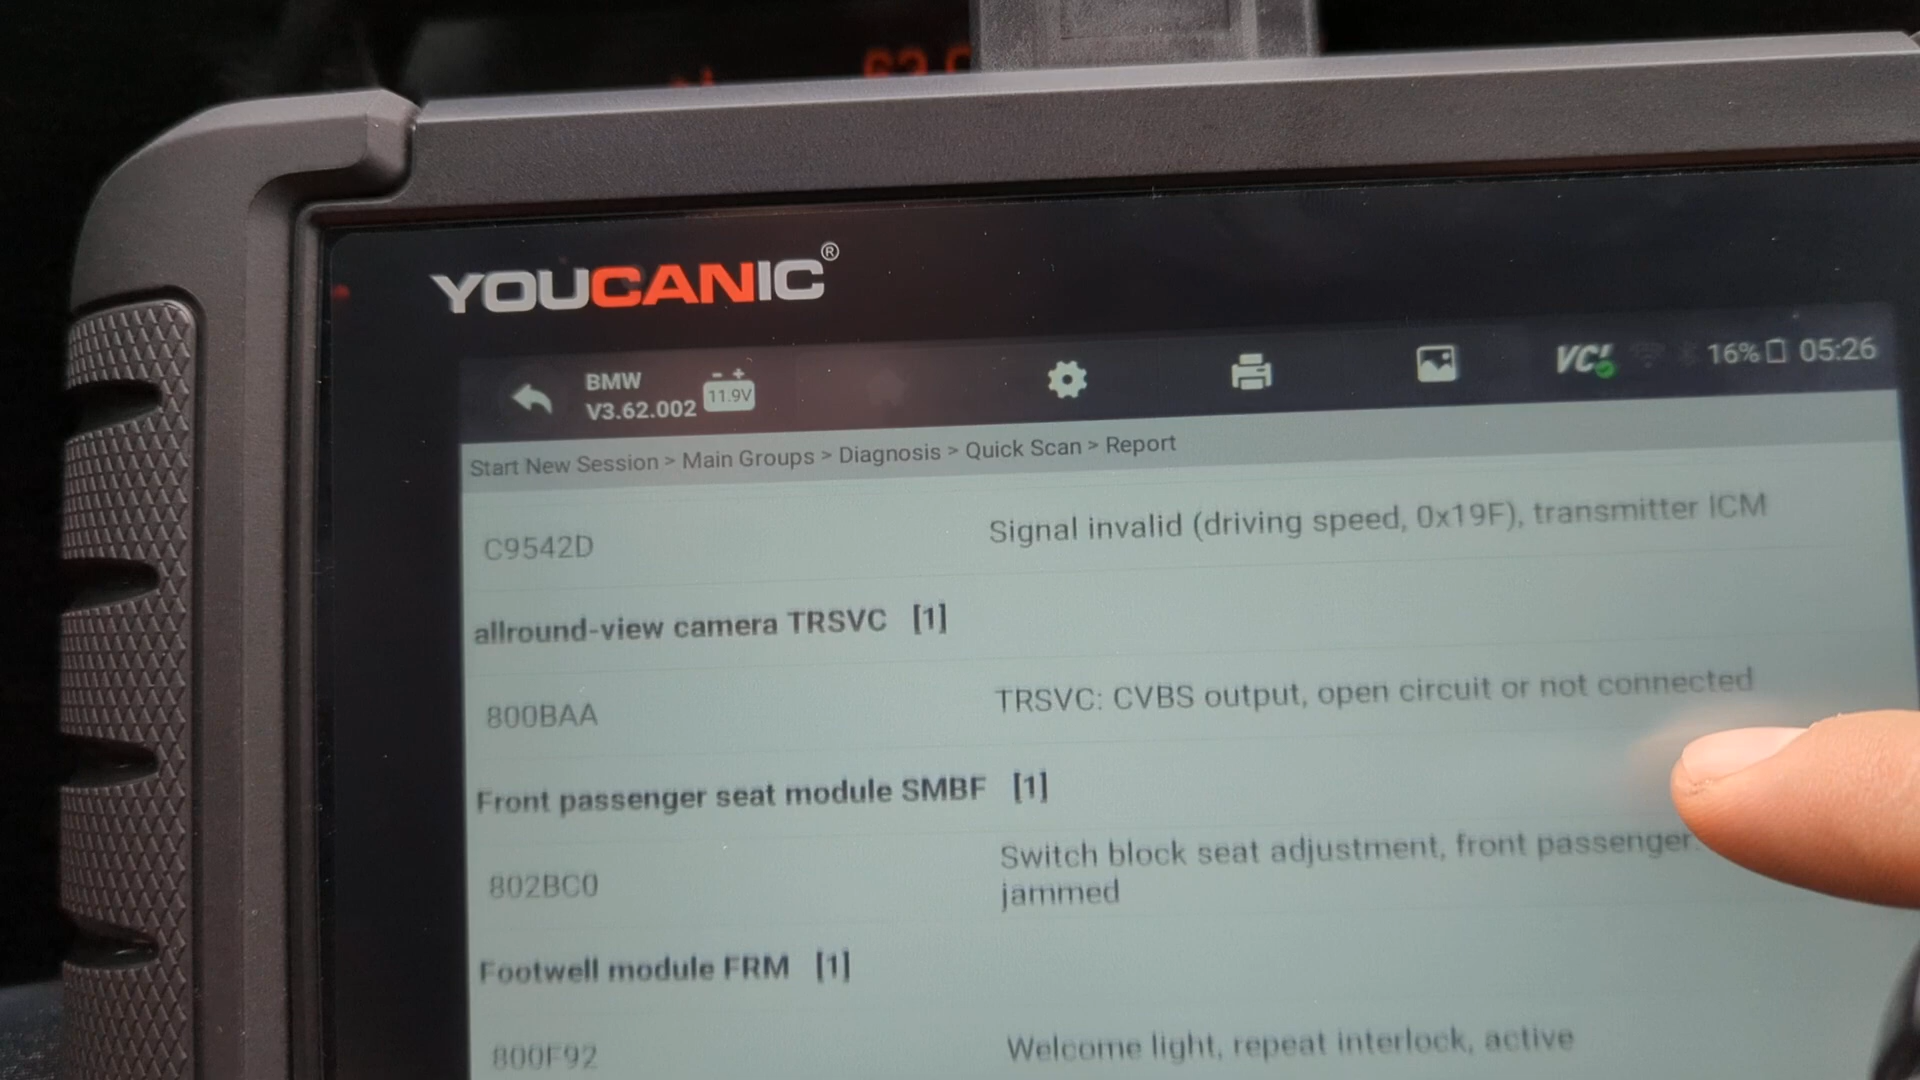 YOUCANIC®
BMW
V3.62.002
11.9V
VCI
16% 05:26
Start New Session > Main Groups > Diagnosis > Quick Scan > Report
C9542D Signal invalid (driving speed, 0x19F), transmitter ICM
allround-view camera TRSVC [1]
800BAA TRSVC: CVBS output, open circuit or not connected
Front passenger seat module SMBF [1]
802BC0 Switch block seat adjustment, front passenger:
jammed
Footwell module FRM [1]
800F92 Welcome light, repeat interlock, active